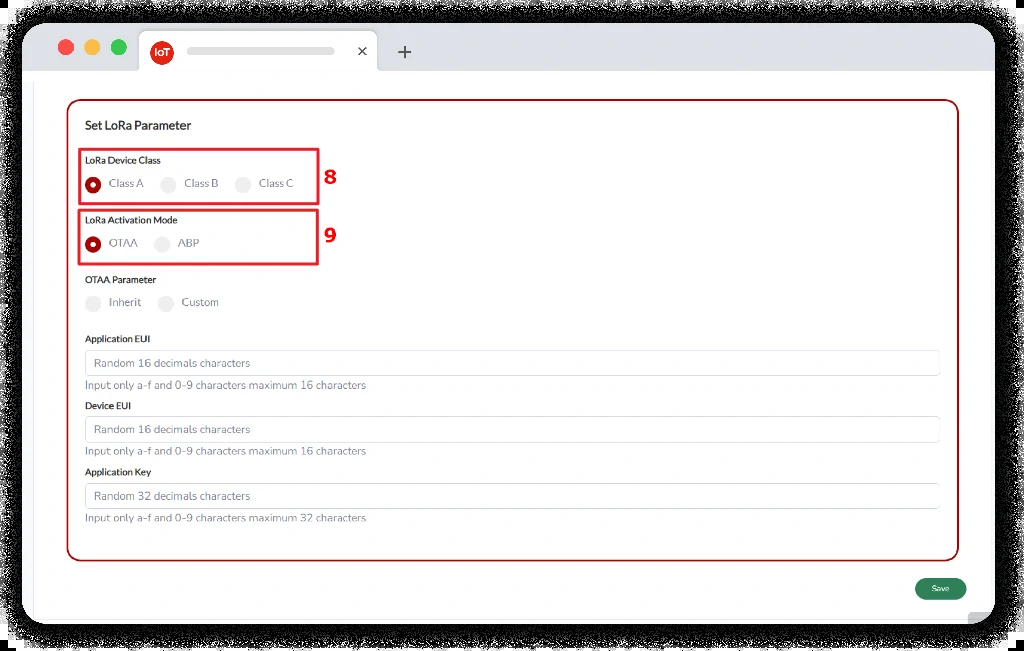 IoT
Set LoRa Parameter
LoRa Device Class
Class A Class B Class C
8
LoRa Activation Mode
OTAA ABP
9
OTAA Parameter
Inherit Custom
Application EUI
Random 16 decimals characters
Input only a-f and 0-9 characters maximum 16 characters
Device EUI
Random 16 decimals characters
Input only a-f and 0-9 characters maximum 16 characters
Application Key
Random 32 decimals characters
Input only a-f and 0-9 characters maximum 32 characters
Save